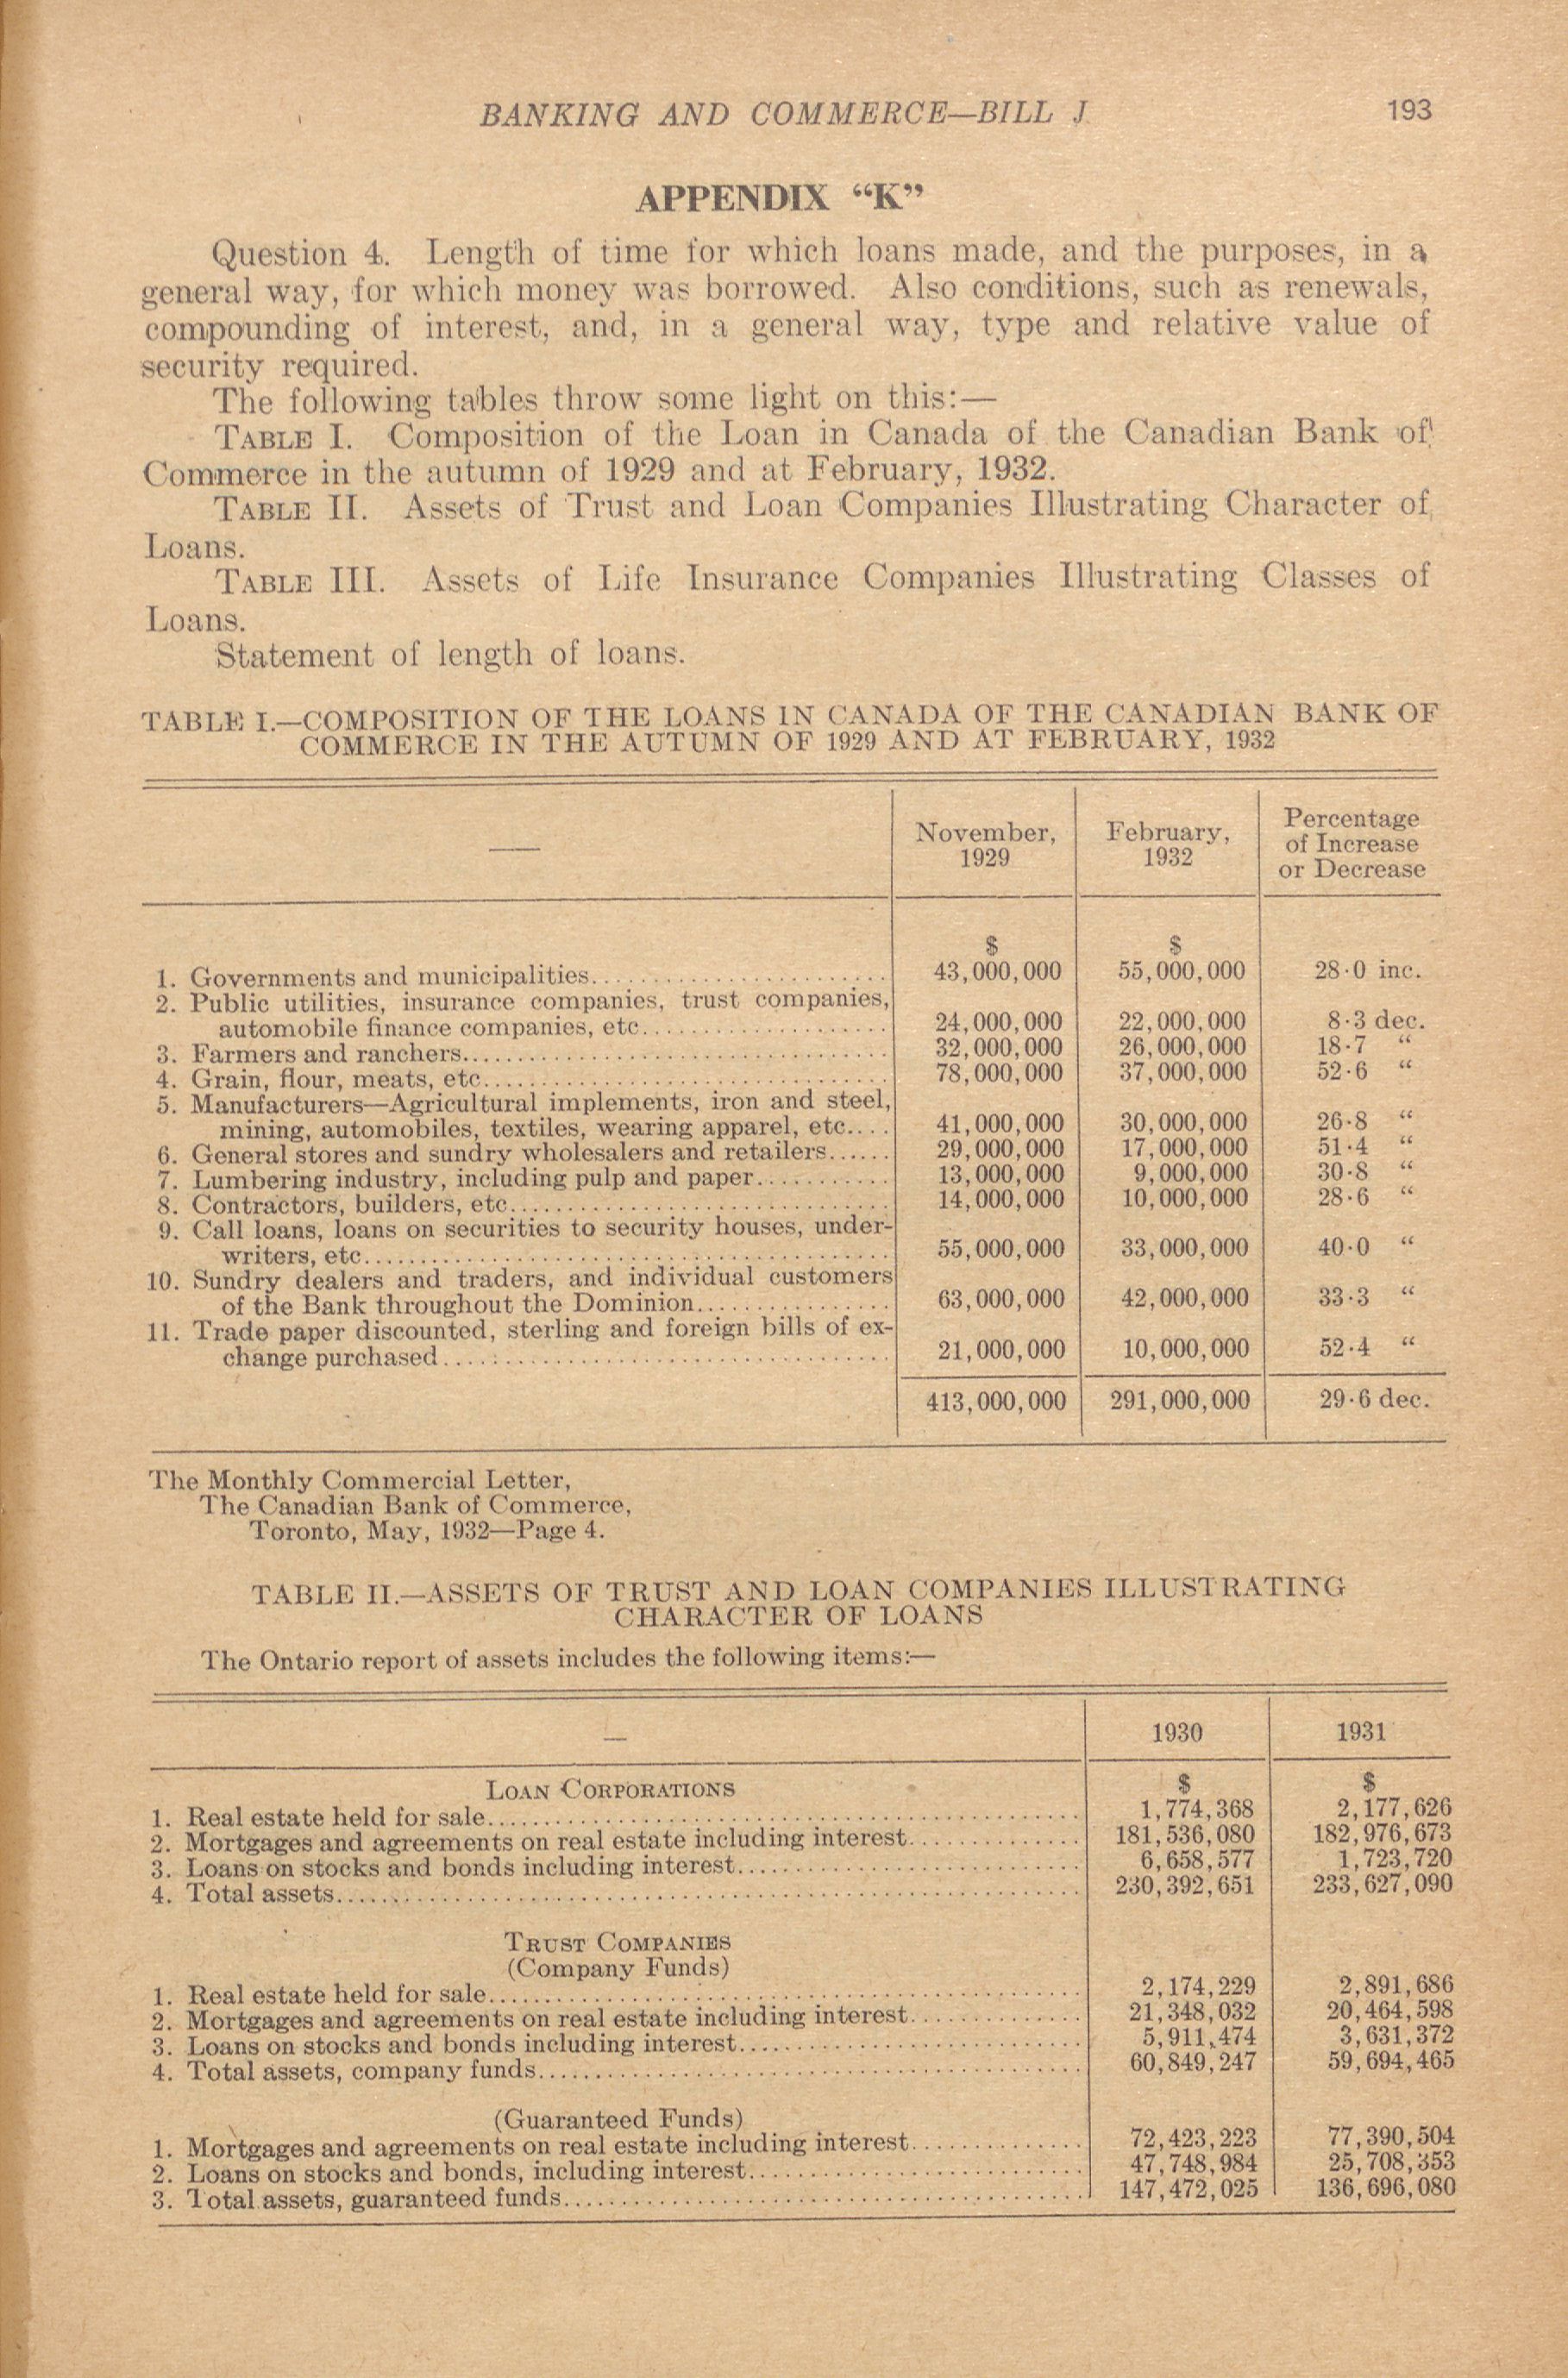 BANKING AND COMMERCE—BILL J 193
APPENDIX “K”
Question 4. Length of time for which loans made, and the purposes, in a
general way, for which money was borrowed. Also conditions, such as renewals,
compounding of interest, and, in a general way, type and relative value of
security required.
The following tables throw some light on this:—
TABLE I. Composition of the Loan in Canada of the Canadian Bank of
Commerce in the autumn of 1929 and at February, 1932.
TABLE II. Assets of Trust and Loan Companies Illustrating Character of
Loans.
TABLE III. Assets of Life Insurance Companies Illustrating Classes of
Loans.
Statement of length of loans.
TABLE I.—COMPOSITION OF THE LOANS IN CANADA OF THE CANADIAN BANK OF
COMMERCE IN THE AUTUMN OF 1929 AND AT FEBRUARY, 1932
— November, 1929 February, 1932 Percentage of Increase or Decrease
$ $
1. Governments and municipalities 43,000,000 55,000,000 28·0 inc.
2. Public utilities, insurance companies, trust companies,
automobile finance companies, etc 24,000,000 22,000,000 8·3 dec.
3. Farmers and ranchers 32,000,000 26,000,000 18·7 “
4. Grain, flour, meats, etc 78,000,000 37,000,000 52·6 “
5. Manufacturers—Agricultural implements, iron and steel,
mining, automobiles, textiles, wearing apparel, etc 41,000,000 30,000,000 26·8 “
6. General stores and sundry wholesalers and retailers 29,000,000 17,000,000 51·4 “
7. Lumbering industry, including pulp and paper 13,000,000 9,000,000 30·8 “
8. Contractors, builders, etc 14,000,000 10,000,000 28·6 “
9. Call loans, loans on securities to security houses, under-
writers, etc 55,000,000 33,000,000 40·0 “
10. Sundry dealers and traders, and individual customers
of the Bank throughout the Dominion 63,000,000 42,000,000 33·3 “
11. Trade paper discounted, sterling and foreign bills of ex-
change purchased 21,000,000 10,000,000 52·4 “
413,000,000 291,000,000 29·6 dec.
The Monthly Commercial Letter,
The Canadian Bank of Commerce,
Toronto, May, 1932—Page 4.
TABLE II.—ASSETS OF TRUST AND LOAN COMPANIES ILLUSTRATING
CHARACTER OF LOANS
The Ontario report of assets includes the following items:—
— 1930 1931
LOAN CORPORATIONS $ $
1. Real estate held for sale 1,774,368 2,177,626
2. Mortgages and agreements on real estate including interest 181,536,080 182,976,673
3. Loans on stocks and bonds including interest 6,658,577 1,723,720
4. Total assets 230,392,651 233,627,090
TRUST COMPANIES
(Company Funds)
1. Real estate held for sale 2,174,229 2,891,686
2. Mortgages and agreements on real estate including interest 21,348,032 20,464,598
3. Loans on stocks and bonds including interest 5,911,474 3,631,372
4. Total assets, company funds 60,849,247 59,694,465
(Guaranteed Funds)
1. Mortgages and agreements on real estate including interest 72,423,223 77,390,504
2. Loans on stocks and bonds, including interest 47,748,984 25,708,353
3. Total assets, guaranteed funds 147,472,025 136,696,080